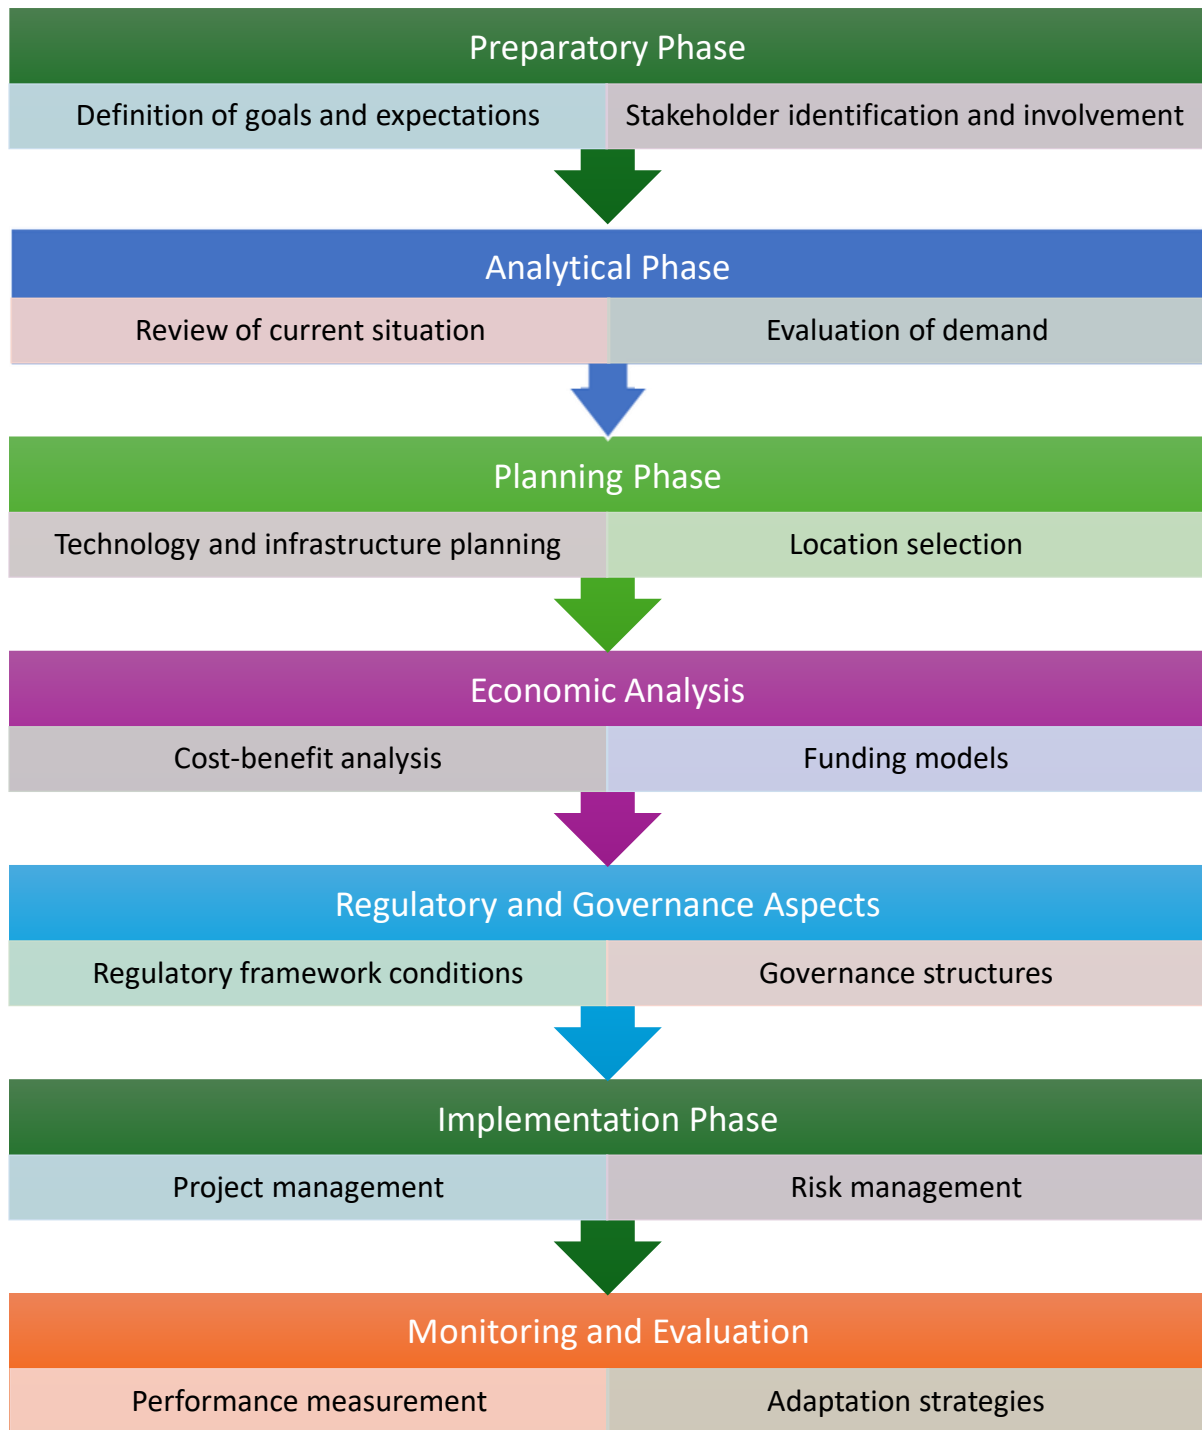 Preparatory Phase
Definition of goals and expectations
Stakeholder identification and involvement
Analytical Phase
Review of current situation
Evaluation of demand
Planning Phase
Technology and infrastructure planning
Location selection
Economic Analysis
Cost-benefit analysis
Funding models
Regulatory and Governance Aspects
Regulatory framework conditions
Governance structures
Implementation Phase
Project management
Risk management
Monitoring and Evaluation
Performance measurement
Adaptation strategies